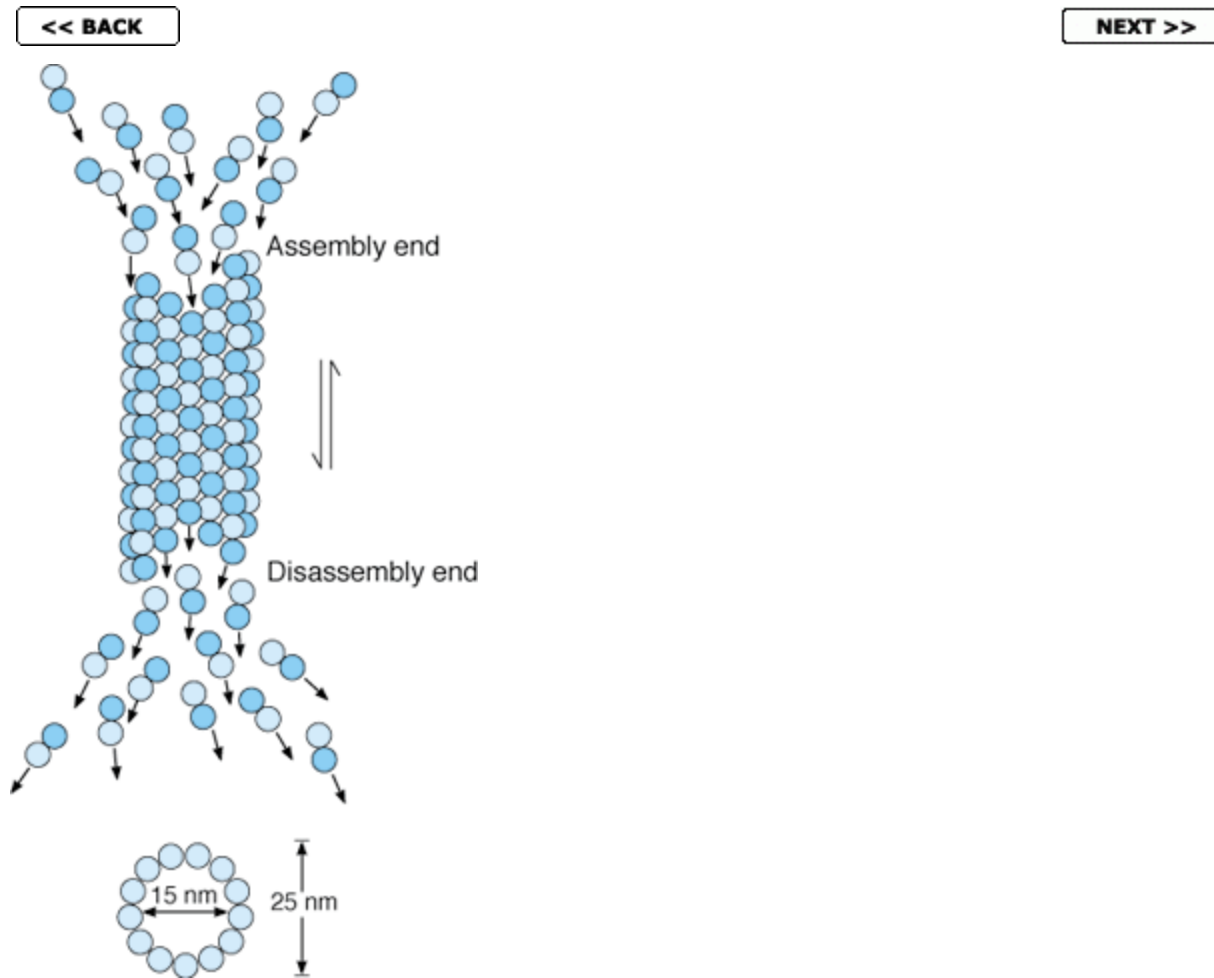 << BACK
NEXT >>
Assembly end
Disassembly end
15 nm
25 nm